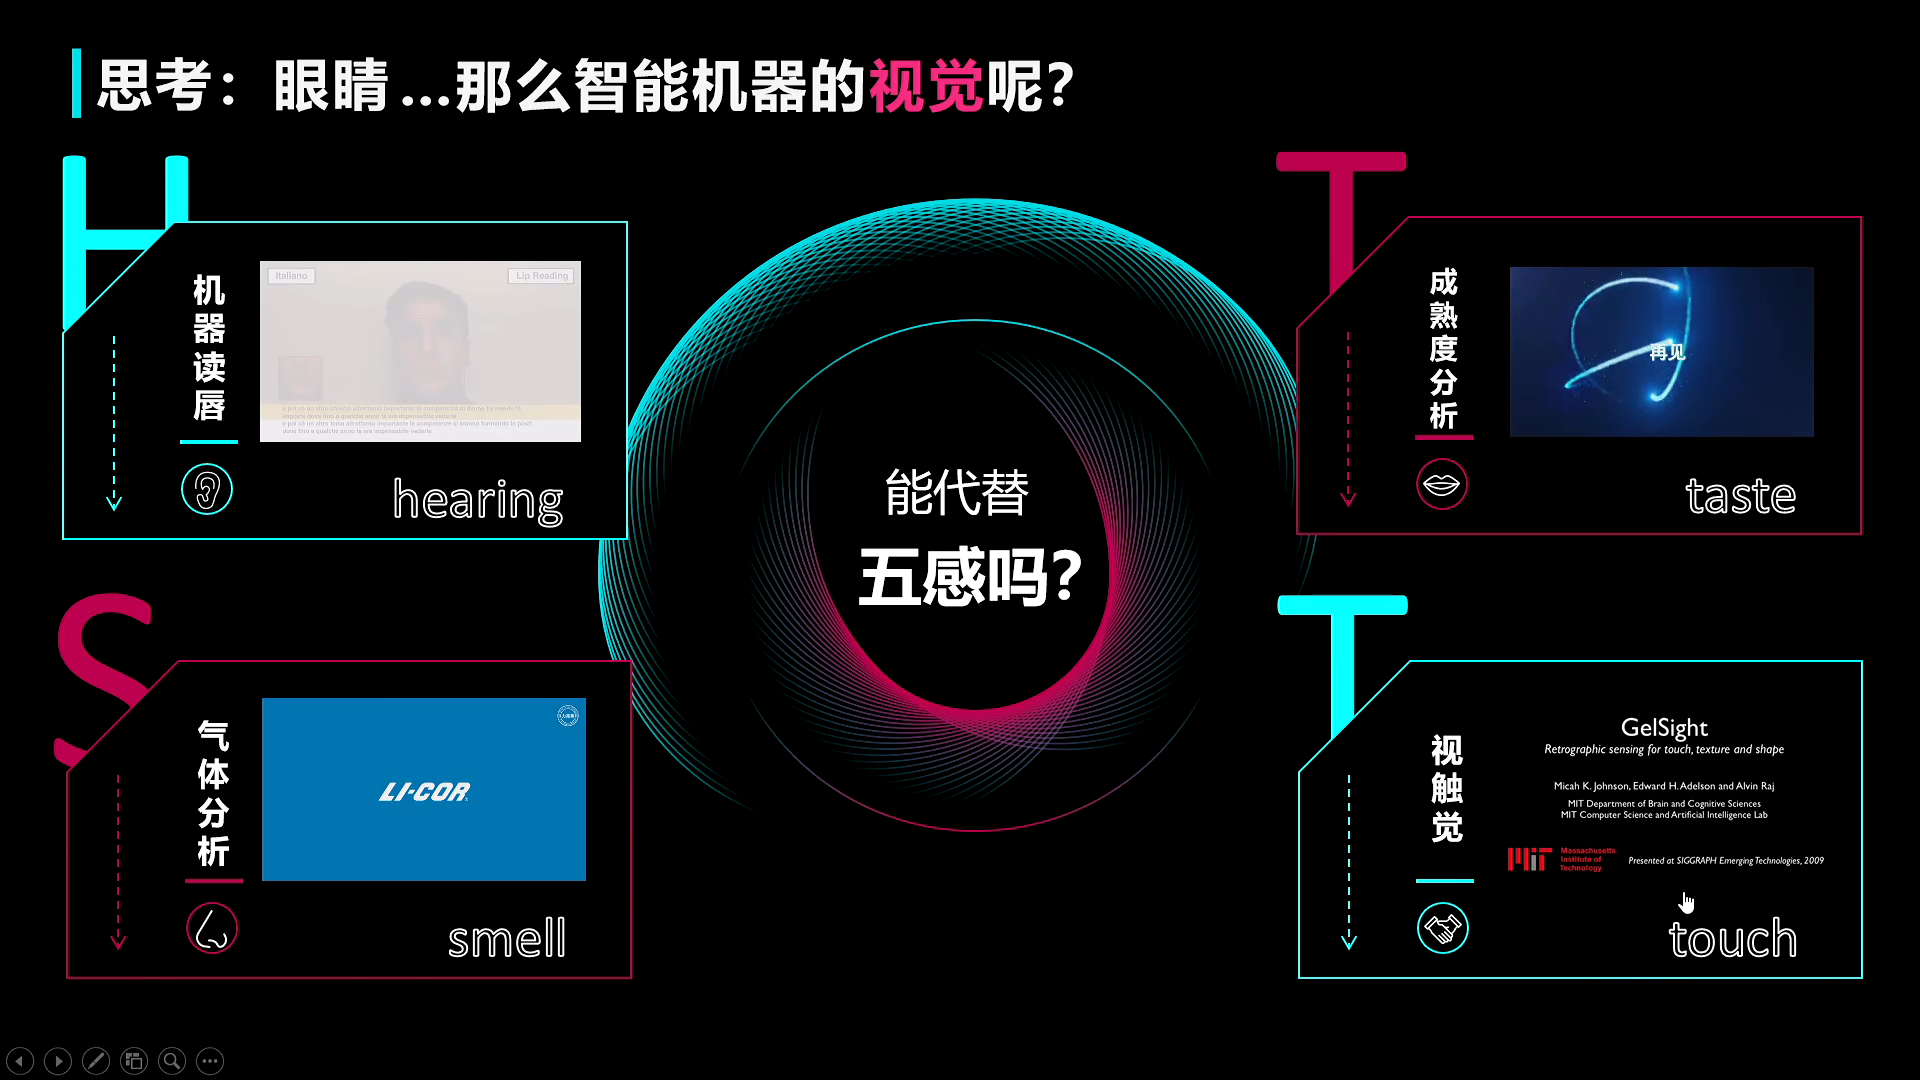 思考：眼睛...那么智能机器的视觉呢？
H
机器读唇
Italiano
Lip Reading
hearing
T
成熟度分析
再见
taste
能代替
五感吗？
S
气体分析
LI-COR
smell
T
视触觉
GelSight
Retrographic sensing for touch, texture and shape
Micah K. Johnson, Edward H. Adelson and Alvin Raj
MIT Department of Brain and Cognitive Sciences
MIT Computer Science and Artificial Intelligence Lab
MIT
Massachusetts
Institute of
Technology
Presented at SIGGRAPH Emerging Technologies, 2009
touch